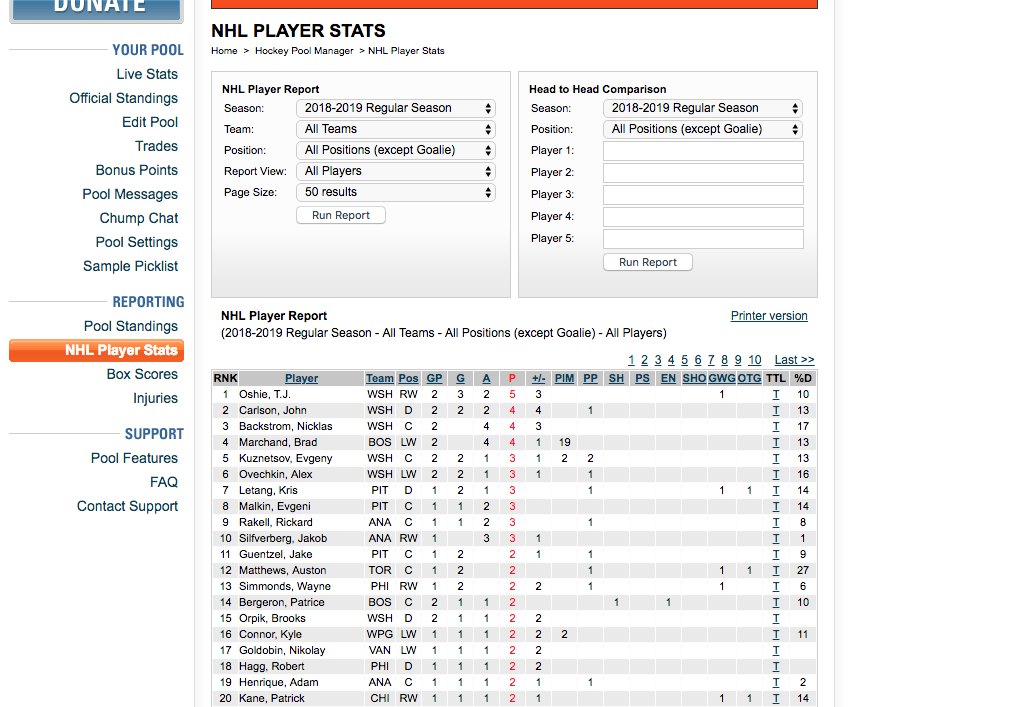 DONATE
YOUR POOL
Live Stats
Official Standings
Edit Pool
Trades
Bonus Points
Pool Messages
Chump Chat
Pool Settings
Sample Picklist
REPORTING
Pool Standings
NHL Player Stats
Box Scores
Injuries
SUPPORT
Pool Features
FAQ
Contact Support
NHL PLAYER STATS
Home > Hockey Pool Manager > NHL Player Stats
NHL Player Report
Season: 2018-2019 Regular Season
Team: All Teams
Position: All Positions (except Goalie)
Report View: All Players
Page Size: 50 results
Run Report
Head to Head Comparison
Season: 2018-2019 Regular Season
Position: All Positions (except Goalie)
Player 1:
Player 2:
Player 3:
Player 4:
Player 5:
Run Report
NHL Player Report
Printer version
(2018-2019 Regular Season - All Teams - All Positions (except Goalie) - All Players)
1 2 3 4 5 6 7 8 9 10 Last >>
RNK Player Team Pos GP G A P +/- PIM PP SH PS EN SHO GWG OTG TTL %D
1 Oshie, T.J. WSH RW 2 3 2 5 3 1 T 10
2 Carlson, John WSH D 2 2 2 4 4 1 T 13
3 Backstrom, Nicklas WSH C 2 4 4 3 T 17
4 Marchand, Brad BOS LW 2 4 4 1 19 T 13
5 Kuznetsov, Evgeny WSH C 2 2 1 3 1 2 2 T 13
6 Ovechkin, Alex WSH LW 2 2 1 3 1 1 T 16
7 Letang, Kris PIT D 1 2 1 3 1 1 1 T 14
8 Malkin, Evgeni PIT C 1 1 2 3 T 14
9 Rakell, Rickard ANA C 1 1 2 3 1 T 8
10 Silfverberg, Jakob ANA RW 1 3 3 1 T 1
11 Guentzel, Jake PIT C 1 2 2 1 1 T 9
12 Matthews, Auston TOR C 1 2 2 1 1 1 T 27
13 Simmonds, Wayne PHI RW 1 2 2 2 1 1 T 6
14 Bergeron, Patrice BOS C 2 1 1 2 1 1 T 10
15 Orpik, Brooks WSH D 2 1 1 2 2 T
16 Connor, Kyle WPG LW 1 1 1 2 2 2 T 11
17 Goldobin, Nikolay VAN LW 1 1 1 2 2 T
18 Hagg, Robert PHI D 1 1 1 2 2 T
19 Henrique, Adam ANA C 1 1 1 2 1 1 T 2
20 Kane, Patrick CHI RW 1 1 1 2 1 1 1 T 14